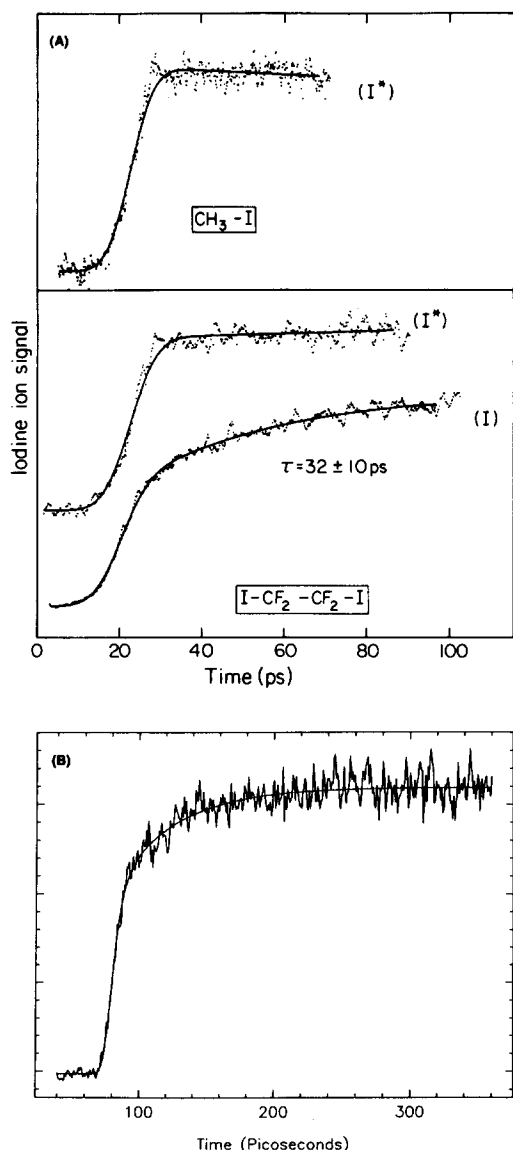 (A)
(I*)
CH₃-I
Iodine ion signal
(I*)
(I)
τ=32±10ps
I-CF₂-CF₂-I
0 20 40 60 80 100
Time (ps)
(B)
100 200 300
Time (Picoseconds)